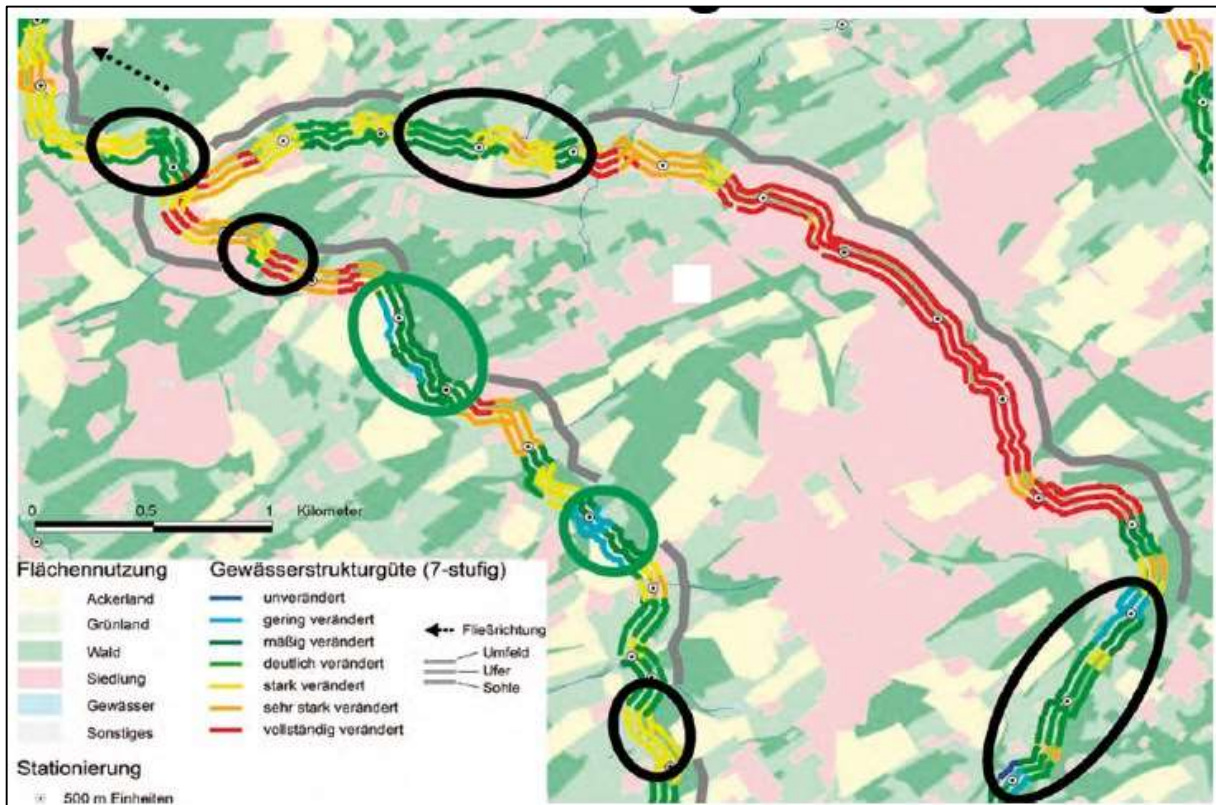 0 0,5 1 Kilometer
Flächennutzung
Ackerland
Grünland
Wald
Siedlung
Gewässer
Sonstiges
Stationierung
500 m Einheiten
Gewässerstrukturgüte (7-stufig)
unverändert
gering verändert
mäßig verändert
deutlich verändert
stark verändert
sehr stark verändert
vollständig verändert
Fließrichtung
Umfeld
Ufer
Sohle